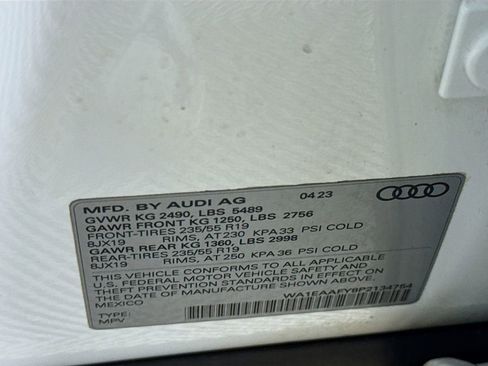 MFD. BY AUDI AG 04 23
GVWR KG 2490, LBS 5489
GAWR FRONT KG 1250, LBS 2756
FRONT-TIRES 235/55 R19
8JX19 RIMS, AT 230 KPA 33 PSI COLD
GAWR REAR KG 1360, LBS 2998
REAR-TIRES 235/55 R19
8JX19 RIMS, AT 250 KPA 36 PSI COLD
THIS VEHICLE CONFORMS TO ALL APPLICABLE
U.S. FEDERAL MOTOR VEHICLE SAFETY AND
THEFT PREVENTION STANDARDS IN EFFECT
ON THE DATE OF MANUFACTURE SHOWN ABOVE
MEXICO
WA1EAAFY8P2134754
TYPE:
MPV